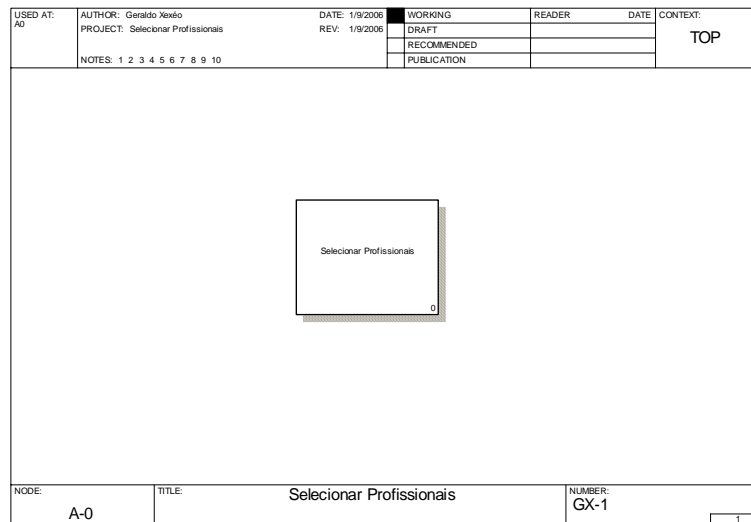 USED AT:
A0
AUTHOR: Geraldo Xexéo
DATE: 1/9/2006
PROJECT: Selecionar Profissionais
REV: 1/9/2006
NOTES: 1 2 3 4 5 6 7 8 9 10
WORKING
DRAFT
RECOMMENDED
PUBLICATION
READER DATE
CONTEXT:
TOP
Selecionar Profissionais
0
NODE:
A-0
TITLE:
Selecionar Profissionais
NUMBER:
GX-1
1